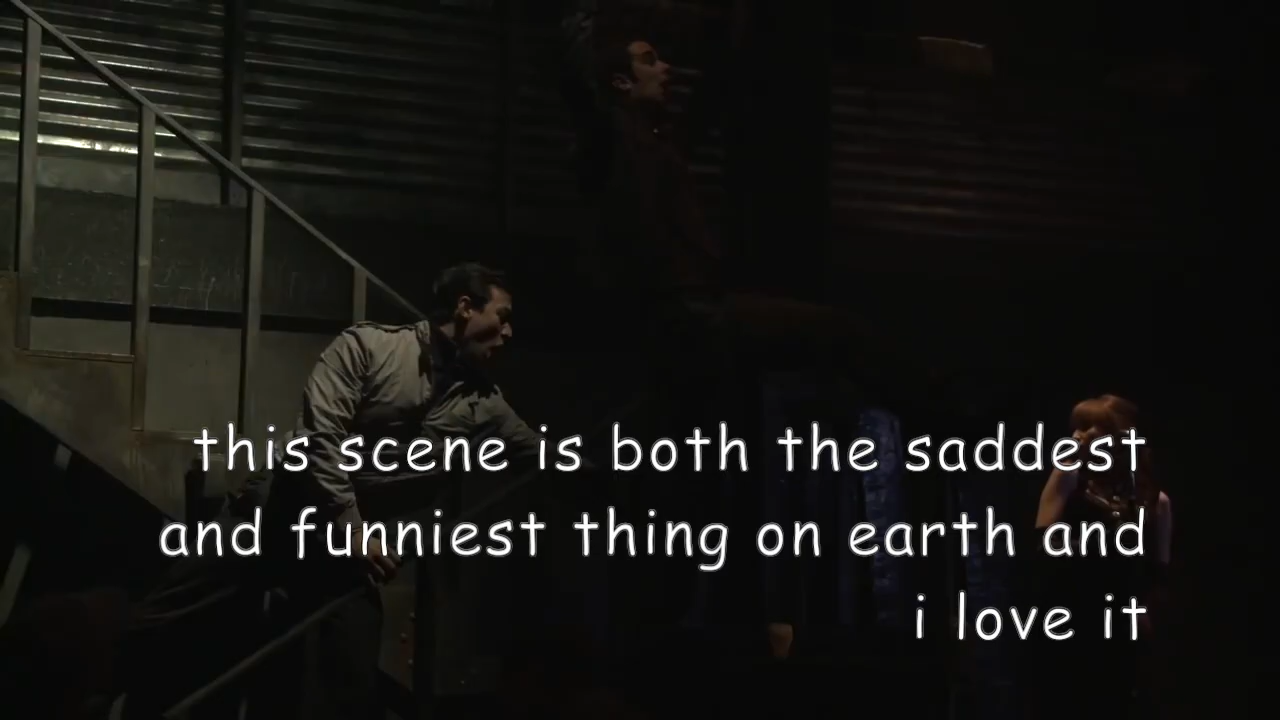 this scene is both the saddest
and funniest thing on earth and
i love it